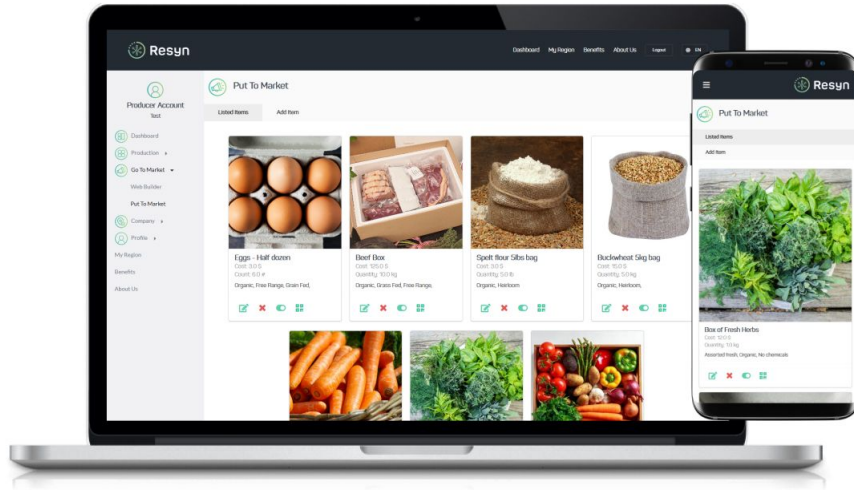 Resyn
Dashboard My Region Benefits About Us Logout EN
Producer Account
Test
Dashboard
Production
Go To Market
Web Builder
Put To Market
Company
Profile
My Region
Benefits
About Us
Put To Market
Listed Items Add Item
Eggs - Half dozen
Cost: 3.0 $
Count: 6.0 #
Organic, Free Range, Grain Fed,
Beef Box
Cost: 120.0 $
Quantity: 10.0 kg
Organic, Grass Fed, Free Range,
Spelt flour 5lbs bag
Cost: 3.0 $
Quantity: 5.0 lb
Organic, Heirloom
Buckwheat 5kg bag
Cost: 15.0 $
Quantity: 5.0 kg
Organic, Heirloom,
Resyn
Put To Market
Listed Items
Add Item
Box of Fresh Herbs
Cost: 12.0 $
Quantity: 1.0 kg
Assorted fresh, Organic, No chemicals